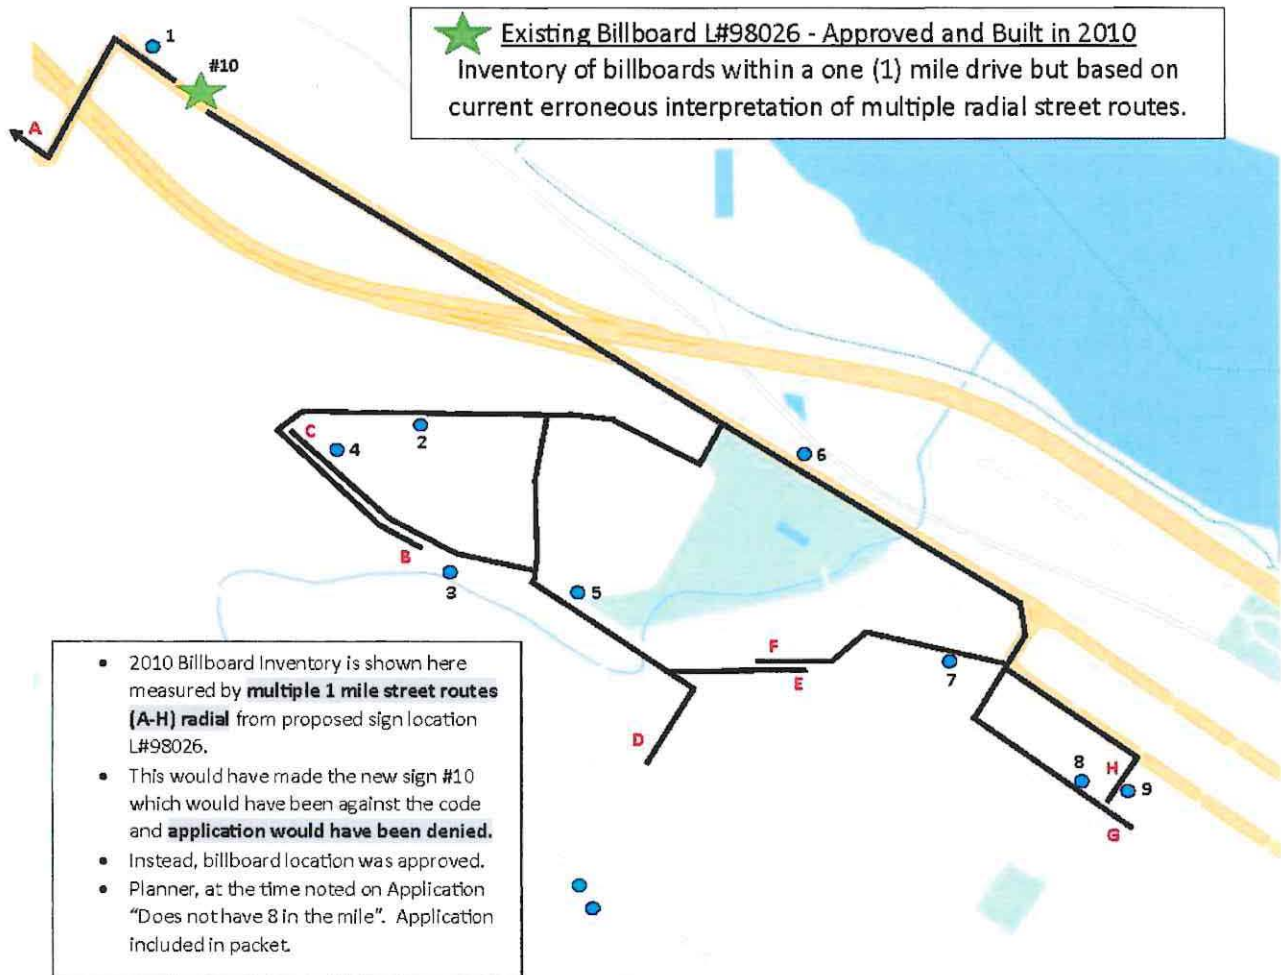 Existing Billboard L#98026 - Approved and Built in 2010
Inventory of billboards within a one (1) mile drive but based on
current erroneous interpretation of multiple radial street routes.
1
#10
A
C
4
2
6
B
3
5
F
E
7
D
8
H
9
G
• 2010 Billboard Inventory is shown here
measured by multiple 1 mile street routes
(A-H) radial from proposed sign location
L#98026.
• This would have made the new sign #10
which would have been against the code
and application would have been denied.
• Instead, billboard location was approved.
• Planner, at the time noted on Application
“Does not have 8 in the mile”. Application
included in packet.